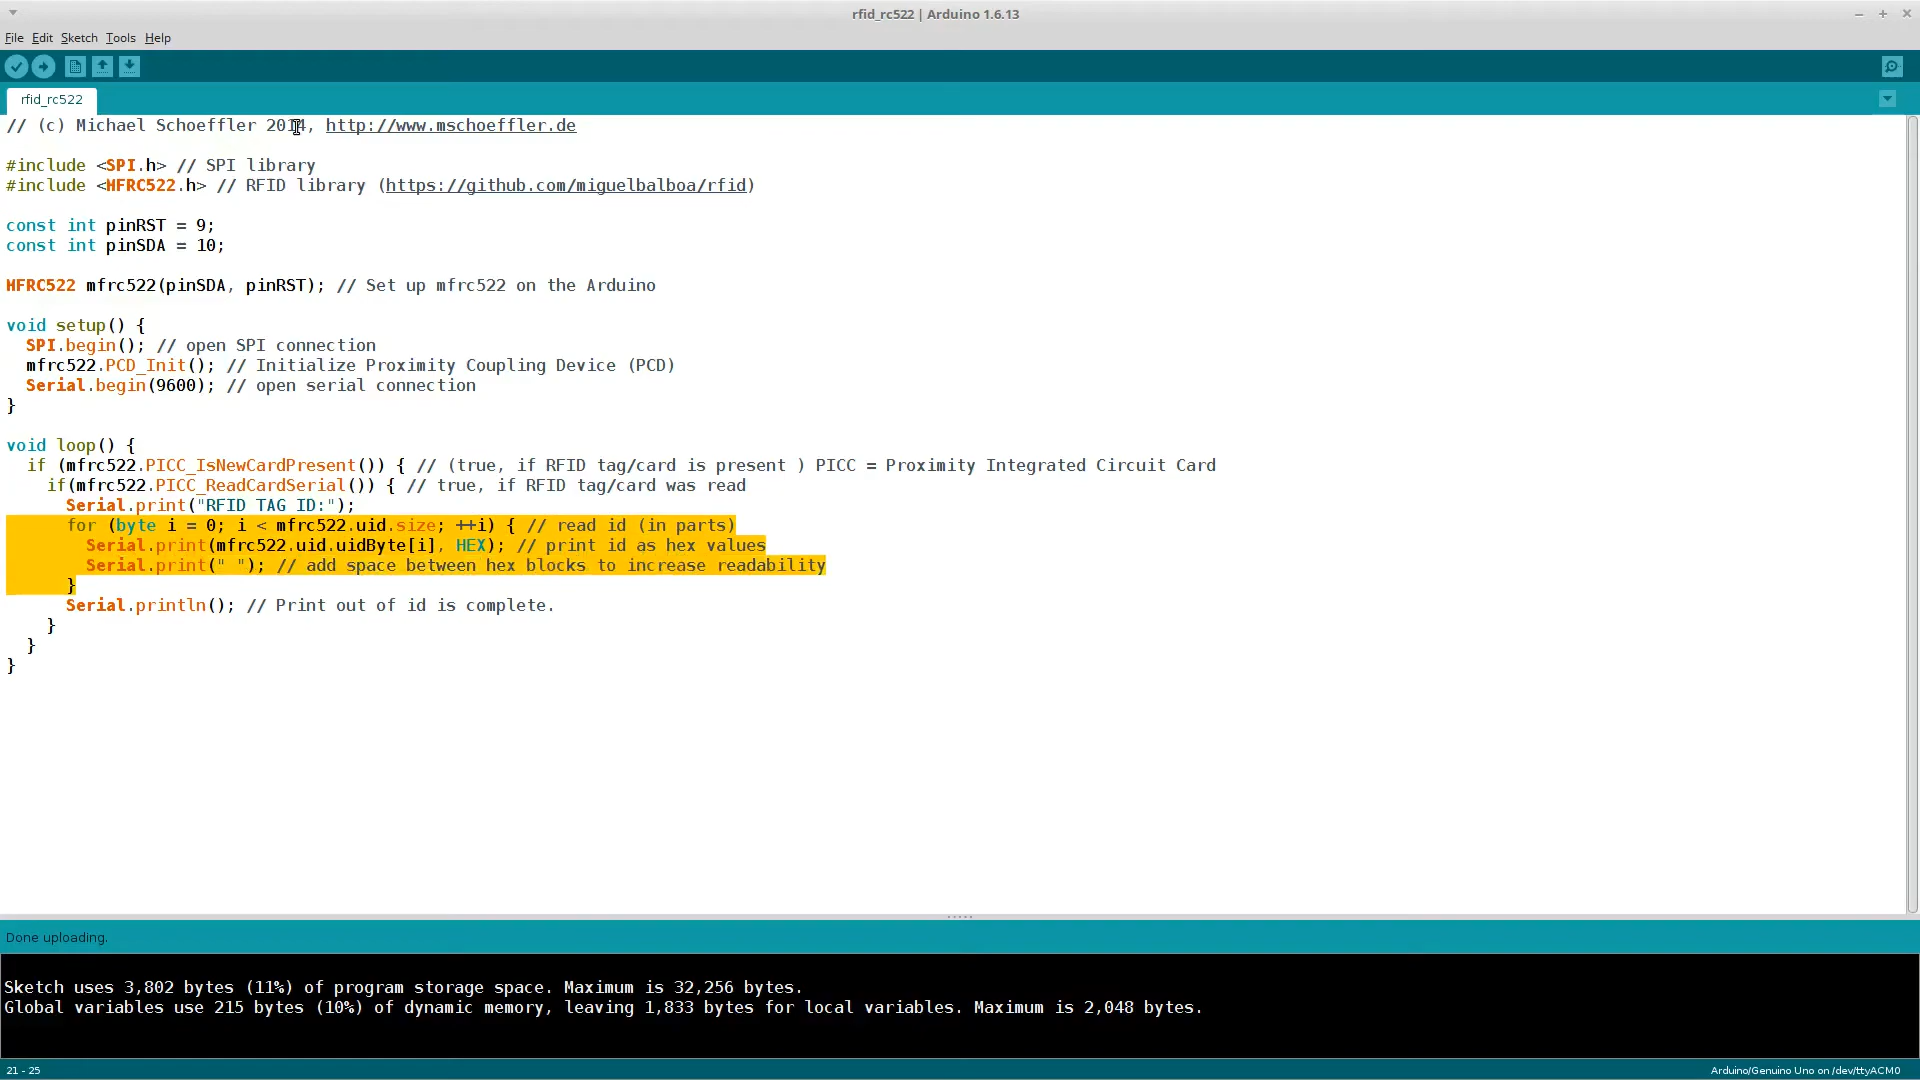 rfid_rc522 | Arduino 1.6.13
File Edit Sketch Tools Help
rfid_rc522
// (c) Michael Schoeffler 2014, http://www.mschoeffler.de
#include <SPI.h> // SPI library
#include <MFRC522.h> // RFID library (https://github.com/miguelbalboa/rfid)
const int pinRST = 9;
const int pinSDA = 10;
MFRC522 mfrc522(pinSDA, pinRST); // Set up mfrc522 on the Arduino
void setup() {
  SPI.begin(); // open SPI connection
  mfrc522.PCD_Init(); // Initialize Proximity Coupling Device (PCD)
  Serial.begin(9600); // open serial connection
}
void loop() {
  if (mfrc522.PICC_IsNewCardPresent()) { // (true, if RFID tag/card is present ) PICC = Proximity Integrated Circuit Card
    if(mfrc522.PICC_ReadCardSerial()) { // true, if RFID tag/card was read
      Serial.print("RFID TAG ID:");
      for (byte i = 0; i < mfrc522.uid.size; ++i) { // read id (in parts)
        Serial.print(mfrc522.uid.uidByte[i], HEX); // print id as hex values
        Serial.print(" "); // add space between hex blocks to increase readability
      }
      Serial.println(); // Print out of id is complete.
    }
  }
}
Done uploading.
Sketch uses 3,802 bytes (11%) of program storage space. Maximum is 32,256 bytes.
Global variables use 215 bytes (10%) of dynamic memory, leaving 1,833 bytes for local variables. Maximum is 2,048 bytes.
21 - 25
Arduino/Genuino Uno on /dev/ttyACM0